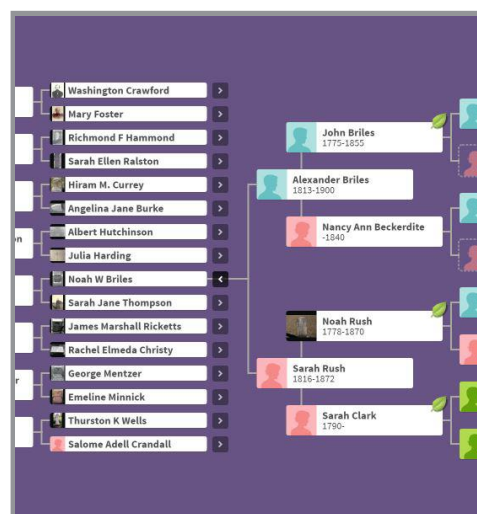 Washington Crawford
Mary Foster
Richmond F Hammond
Sarah Ellen Ralston
Hiram M. Currey
Angelina Jane Burke
Albert Hutchinson
Julia Harding
Noah W Briles
Sarah Jane Thompson
James Marshall Ricketts
Rachel Elmeda Christy
George Mentzer
Emeline Minnick
Thurston K Wells
Salome Adell Crandall
John Briles
1775-1855
Alexander Briles
1813-1900
Nancy Ann Beckerdite
-1840
Noah Rush
1778-1870
Sarah Rush
1816-1872
Sarah Clark
1790-